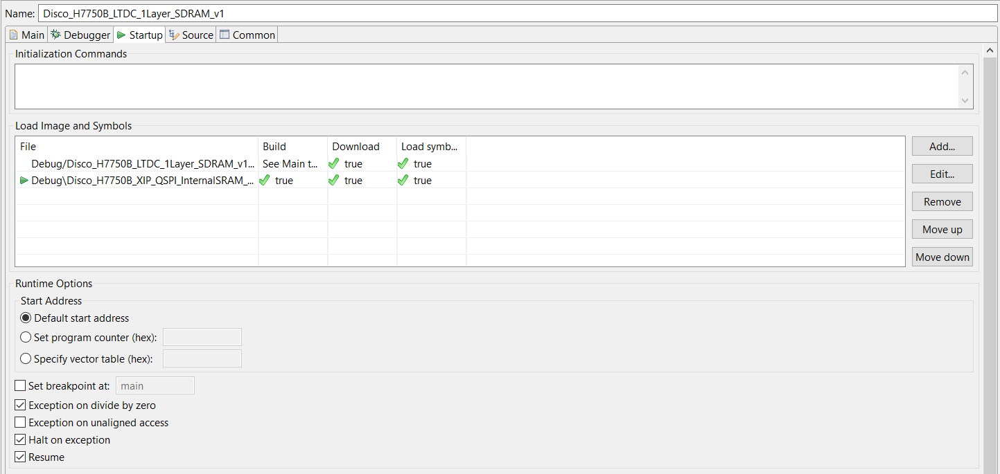 Name: Disco_H7750B_LTDC_1Layer_SDRAM_v1
Main Debugger Startup Source Common
Initialization Commands
Load Image and Symbols
File Build Download Load symb...
Debug/Disco_H7750B_LTDC_1Layer_SDRAM_v1... See Main t... true true
Debug\Disco_H7750B_XIP_QSPI_InternalSRAM_... true true true
Add...
Edit...
Remove
Move up
Move down
Runtime Options
Start Address
Default start address
Set program counter (hex):
Specify vector table (hex):
Set breakpoint at: main
Exception on divide by zero
Exception on unaligned access
Halt on exception
Resume